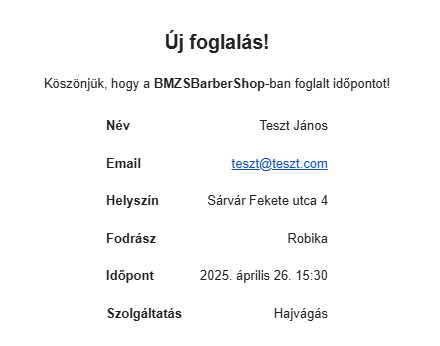 Új foglalás!
Köszönjük, hogy a BMZSBarberShop-ban foglalt időpontot!
Név Teszt János
Email teszt@teszt.com
Helyszín Sárvár Fekete utca 4
Fodrász Robika
Időpont 2025. április 26. 15:30
Szolgáltatás Hajvágás